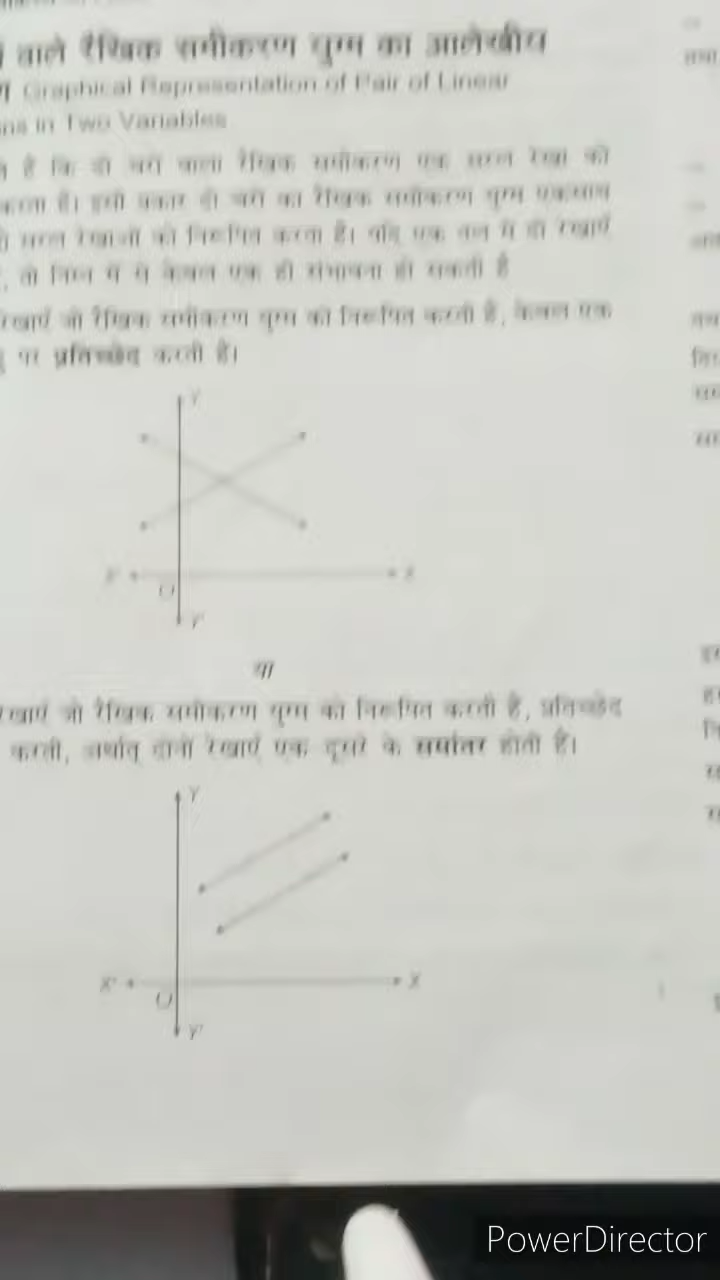 वाले रैखिक समीकरण युग्म का आलेखीय
Graphical Representation of Pair of Linear
ns in Two Variables
है कि दो चरों वाला रैखिक समीकरण एक सरल रेखा को
करता है। इसी प्रकार दो चरों का रैखिक समीकरण युग्म एकसाथ
सरल रेखाओं को निरूपित करता है। यदि एक तल में दो रेखाएँ
, तो निम्न में से केवल एक ही संभावना हो सकती है
रेखाएँ जो रैखिक समीकरण युग्म को निरूपित करती है, केवल एक
पर प्रतिच्छेद करती है।
Y
X' X
O
Y'
या
रेखाएँ जो रैखिक समीकरण युग्म को निरूपित करती है, प्रतिच्छेद
करती, अर्थात् दोनों रेखाएँ एक दूसरे के समांतर होती है।
Y
X' X
O
Y'
PowerDirector